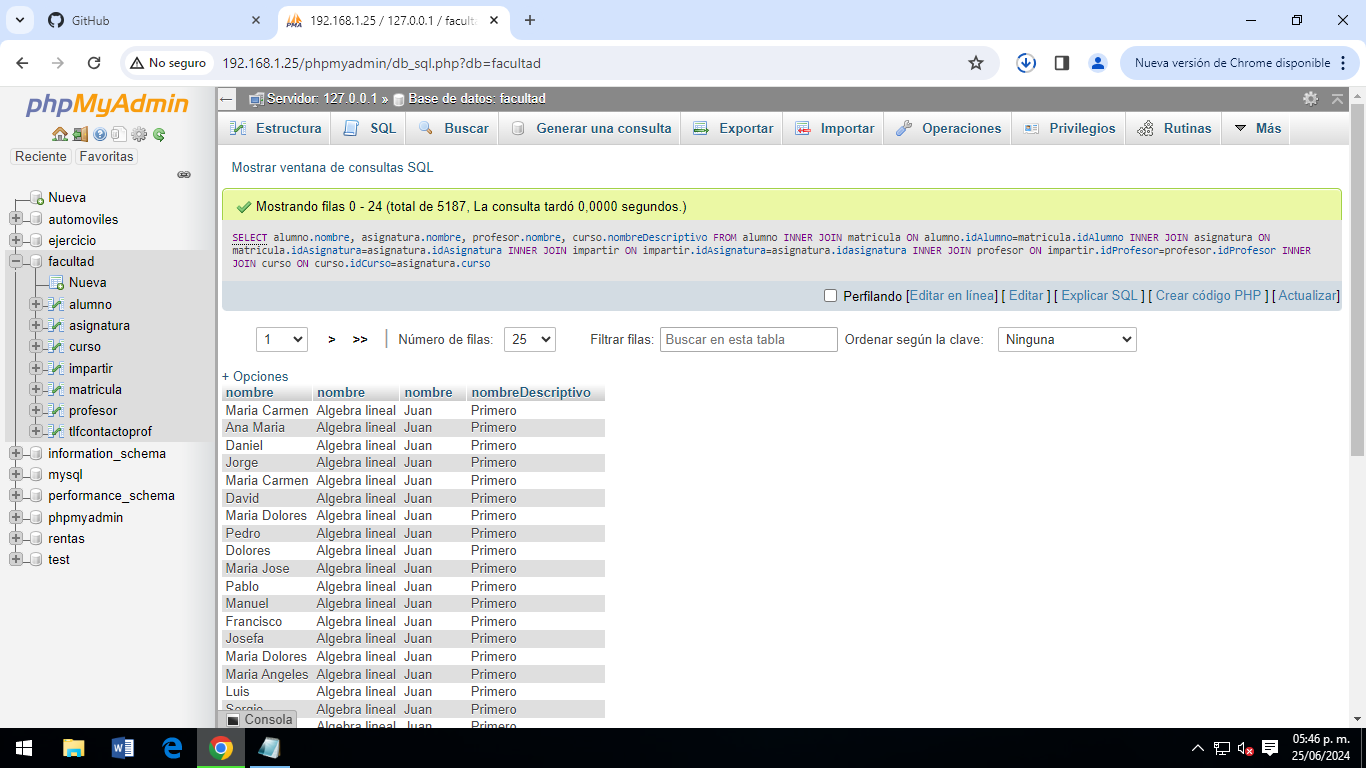 GitHub
192.168.1.25 / 127.0.0.1 / faculta
No seguro
192.168.1.25/phpmyadmin/db_sql.php?db=facultad
Nueva versión de Chrome disponible
phpMyAdmin
Reciente
Favoritas
Nueva
automoviles
ejercicio
facultad
Nueva
alumno
asignatura
curso
impartir
matricula
profesor
tlfcontactoprof
information_schema
mysql
performance_schema
phpmyadmin
rentas
test
Servidor: 127.0.0.1 » Base de datos: facultad
Estructura SQL Buscar Generar una consulta Exportar Importar Operaciones Privilegios Rutinas Más
Mostrar ventana de consultas SQL
Mostrando filas 0 - 24 (total de 5187, La consulta tardó 0,0000 segundos.)
SELECT alumno.nombre, asignatura.nombre, profesor.nombre, curso.nombreDescriptivo FROM alumno INNER JOIN matricula ON alumno.idAlumno=matricula.idAlumno INNER JOIN asignatura ON
matricula.idAsignatura=asignatura.idAsignatura INNER JOIN impartir ON impartir.idAsignatura=asignatura.idasignatura INNER JOIN profesor ON impartir.idProfesor=profesor.idProfesor INNER
JOIN curso ON curso.idCurso=asignatura.curso
Perfilando [Editar en línea] [ Editar ] [ Explicar SQL ] [ Crear código PHP ] [ Actualizar]
1 > >> Número de filas: 25 Filtrar filas: Buscar en esta tabla Ordenar según la clave: Ninguna
+ Opciones
nombre nombre nombre nombreDescriptivo
Maria Carmen Algebra lineal Juan Primero
Ana Maria Algebra lineal Juan Primero
Daniel Algebra lineal Juan Primero
Jorge Algebra lineal Juan Primero
Maria Carmen Algebra lineal Juan Primero
David Algebra lineal Juan Primero
Maria Dolores Algebra lineal Juan Primero
Pedro Algebra lineal Juan Primero
Dolores Algebra lineal Juan Primero
Maria Jose Algebra lineal Juan Primero
Pablo Algebra lineal Juan Primero
Manuel Algebra lineal Juan Primero
Francisco Algebra lineal Juan Primero
Josefa Algebra lineal Juan Primero
Maria Dolores Algebra lineal Juan Primero
Maria Angeles Algebra lineal Juan Primero
Luis Algebra lineal Juan Primero
Sergio Algebra lineal Juan Primero
Algebra lineal Juan Primero
Consola
05:46 p. m.
25/06/2024